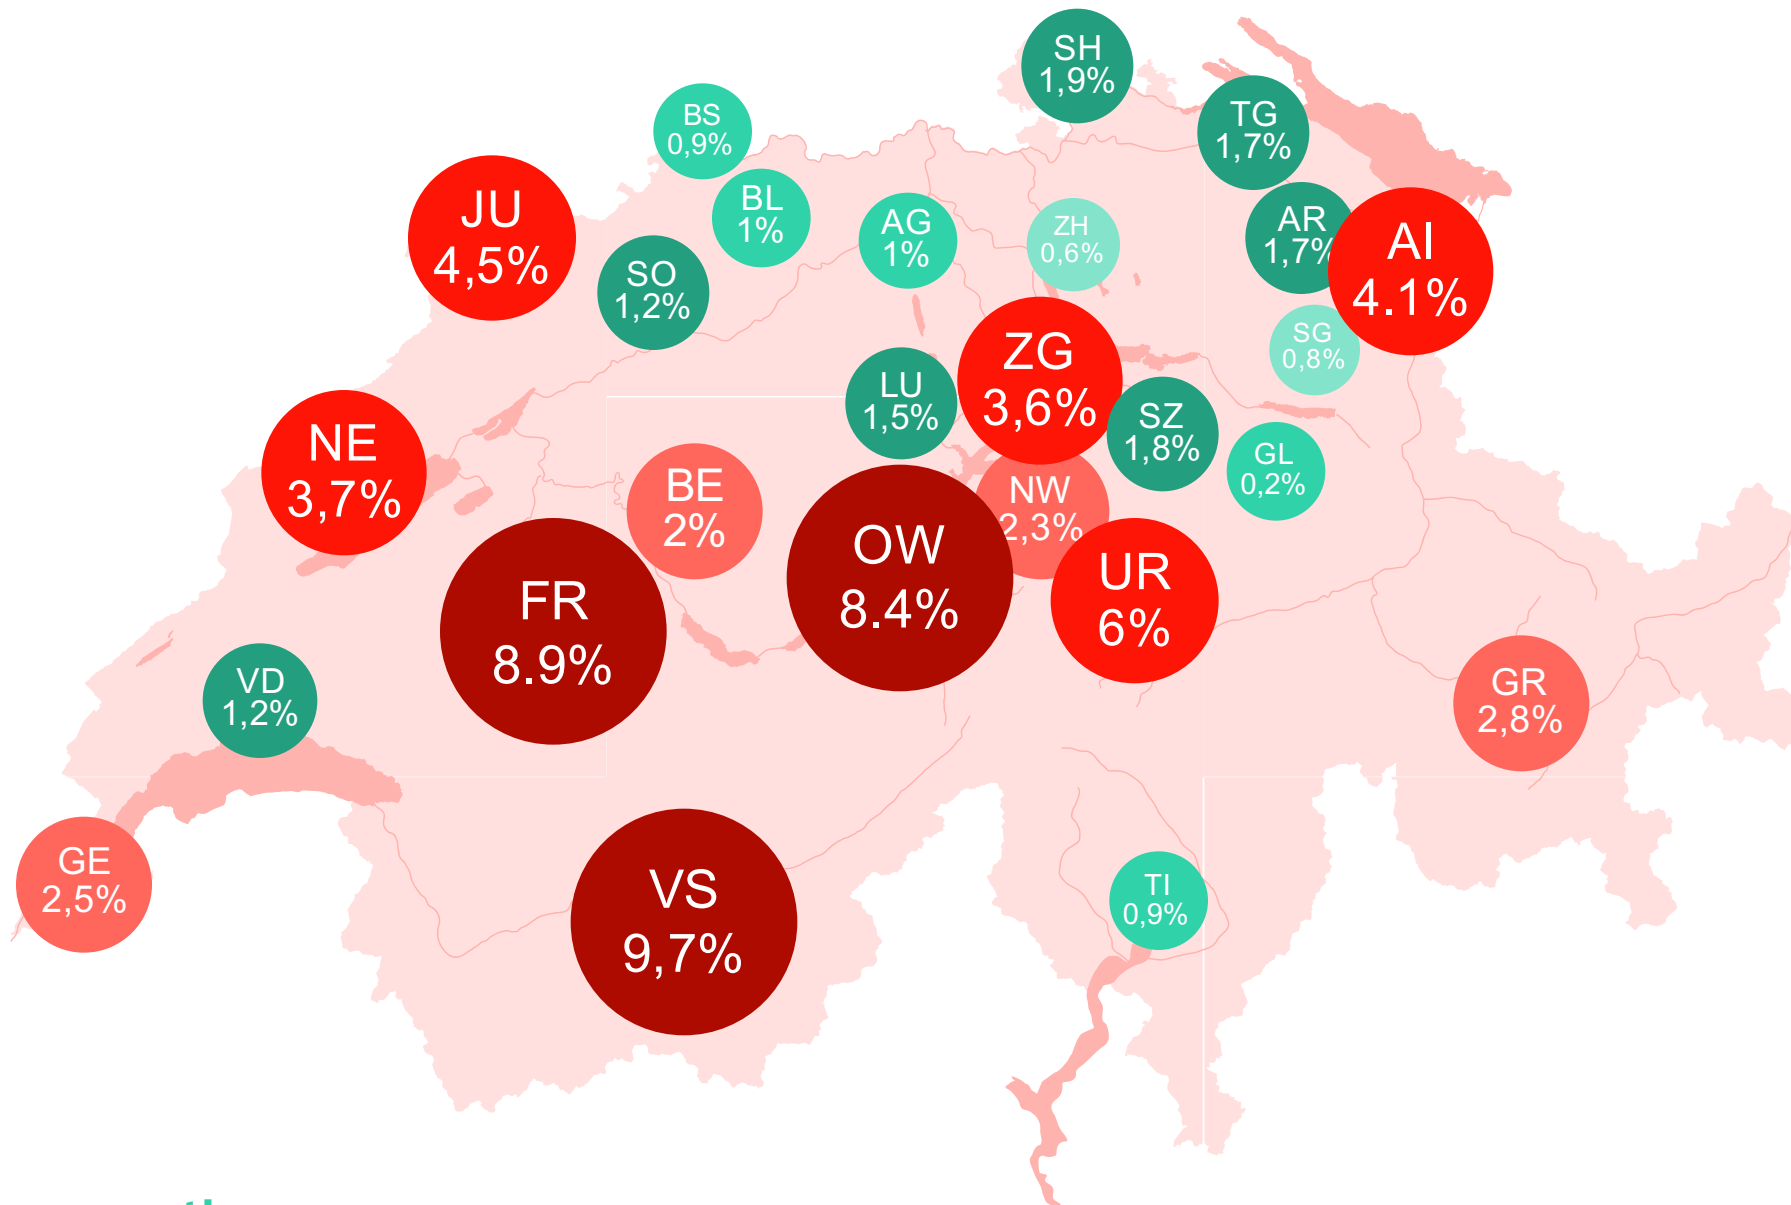 SH
1,9%
BS
0,9%
TG
1,7%
JU
4,5%
BL
1%
AG
1%
ZH
0,6%
AR
1,7%
AI
4.1%
SO
1,2%
SG
0,8%
ZG
3,6%
LU
1,5%
SZ
1,8%
NE
3,7%
GL
0,2%
BE
2%
NW
2,3%
OW
8.4%
UR
6%
FR
8.9%
VD
1,2%
GR
2,8%
GE
2,5%
VS
9,7%
TI
0,9%